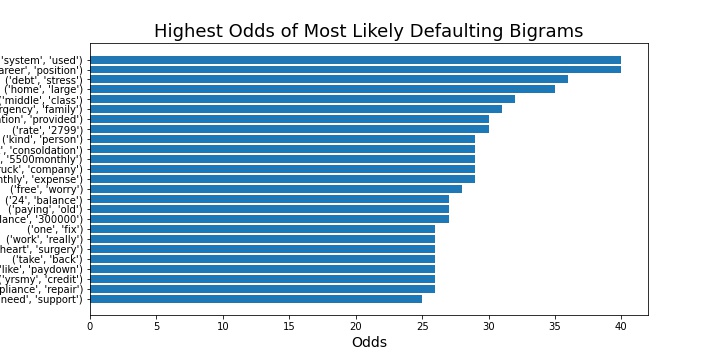 Highest Odds of Most Likely Defaulting Bigrams
'system', 'used')
areer', 'position')
('debt', 'stress')
('home', 'large')
('middle', 'class')
rgency', 'family')
ation', 'provided')
('rate', '2799')
('kind', 'person')
', 'consoldation')
, '5500monthly')
ruck', 'company')
nthly', 'expense')
('free', 'worry')
('24', 'balance')
('paying', 'old')
lance', '300000')
('one', 'fix')
('work', 'really')
heart', 'surgery')
('take', 'back')
'like', 'paydown')
('yrsmy', 'credit')
pliance', 'repair')
need', 'support')
0 5 10 15 20 25 30 35 40
Odds